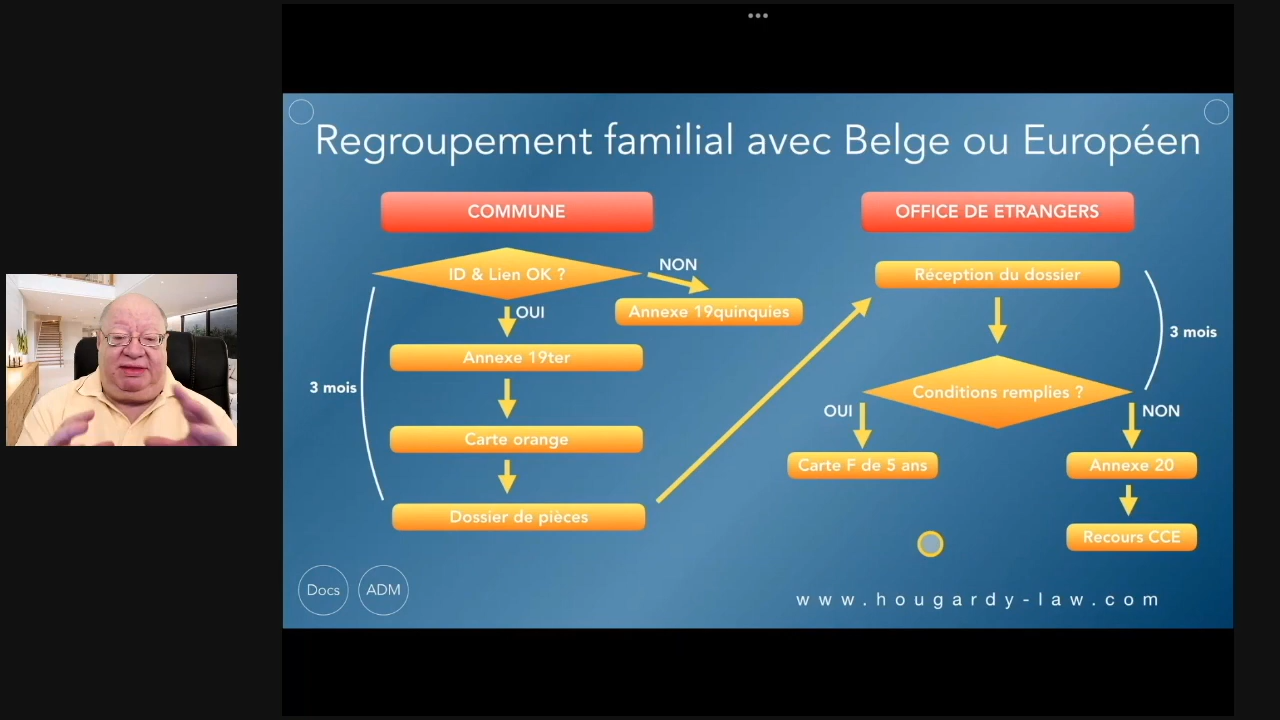 Regroupement familial avec Belge ou Européen
COMMUNE
ID & Lien OK ?
NON
Annexe 19quinquies
OUI
Annexe 19ter
3 mois
Carte orange
Dossier de pièces
OFFICE DE ETRANGERS
Réception du dossier
3 mois
Conditions remplies ?
OUI
NON
Carte F de 5 ans
Annexe 20
Recours CCE
Docs
ADM
www.hougardy-law.com